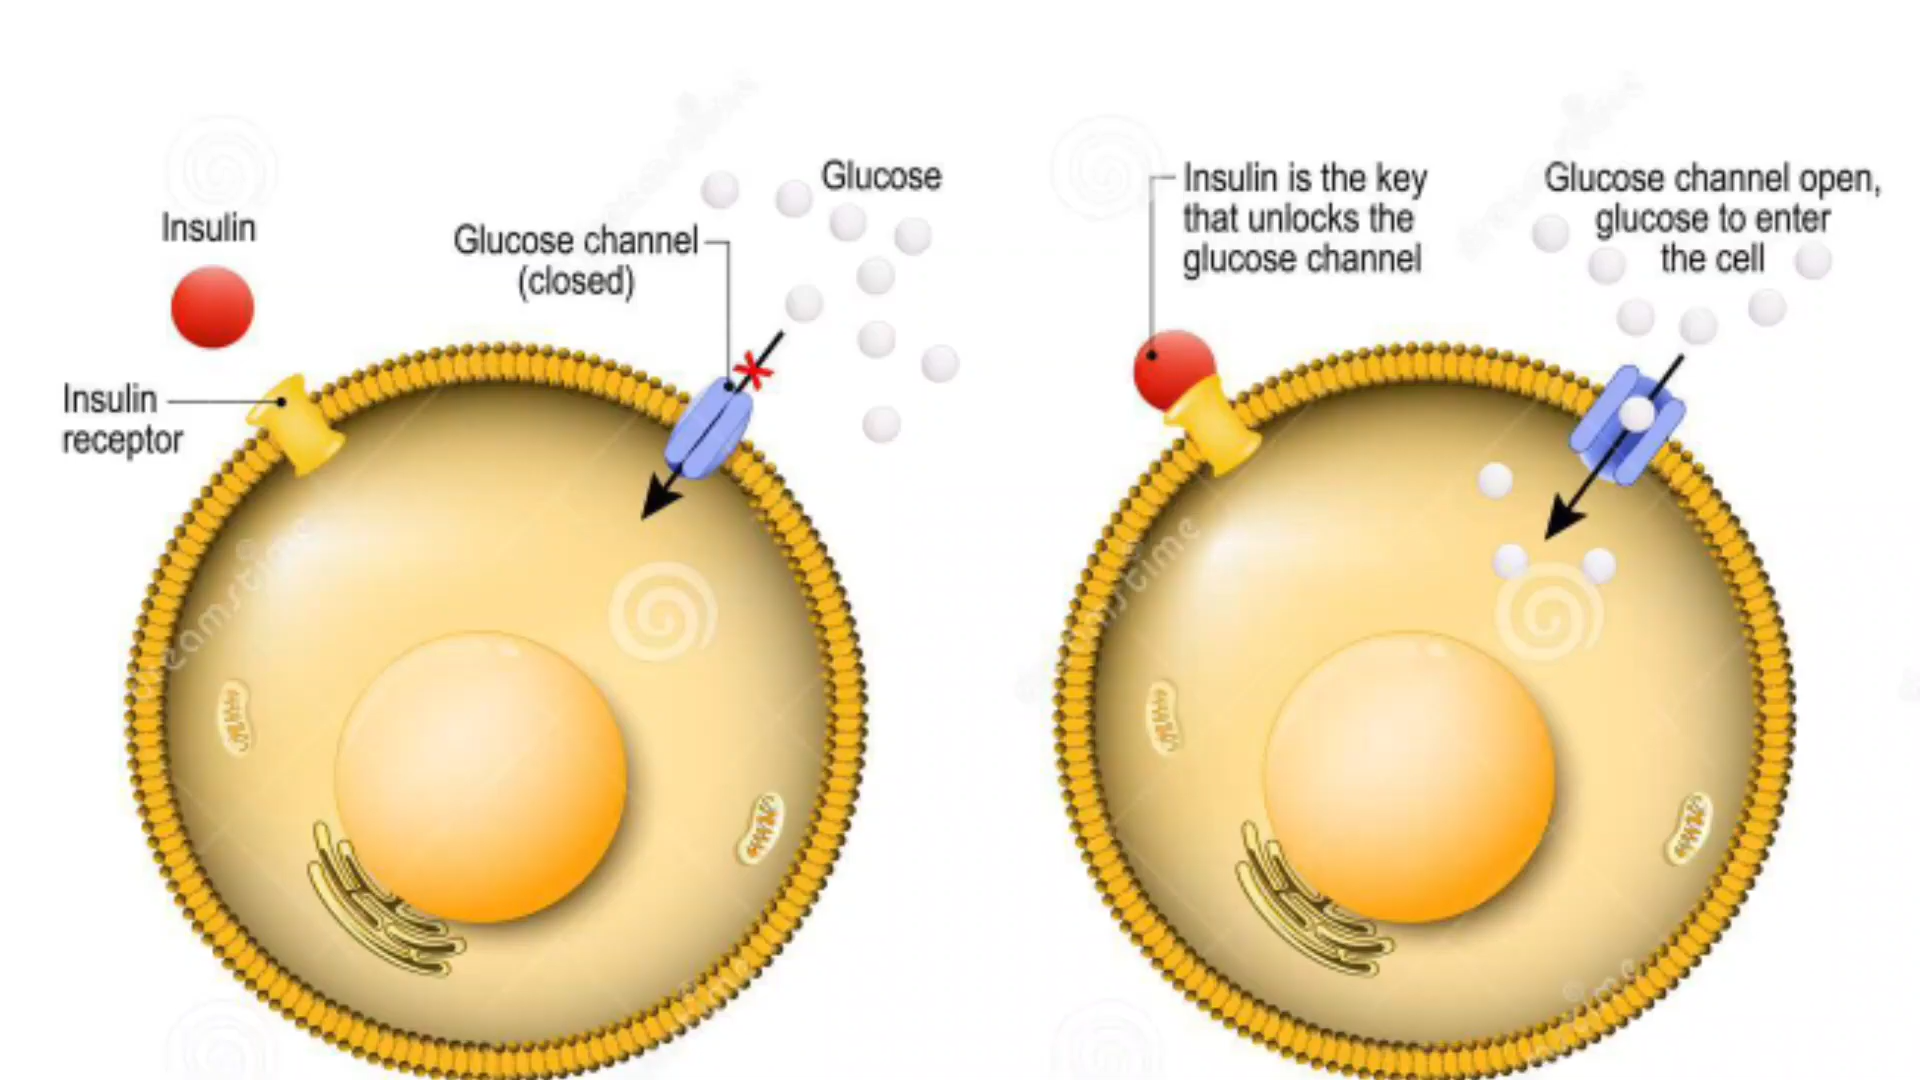 Insulin
Insulin
receptor
Glucose channel
(closed)
Glucose
Insulin is the key
that unlocks the
glucose channel
Glucose channel open,
glucose to enter
the cell
dreamstime